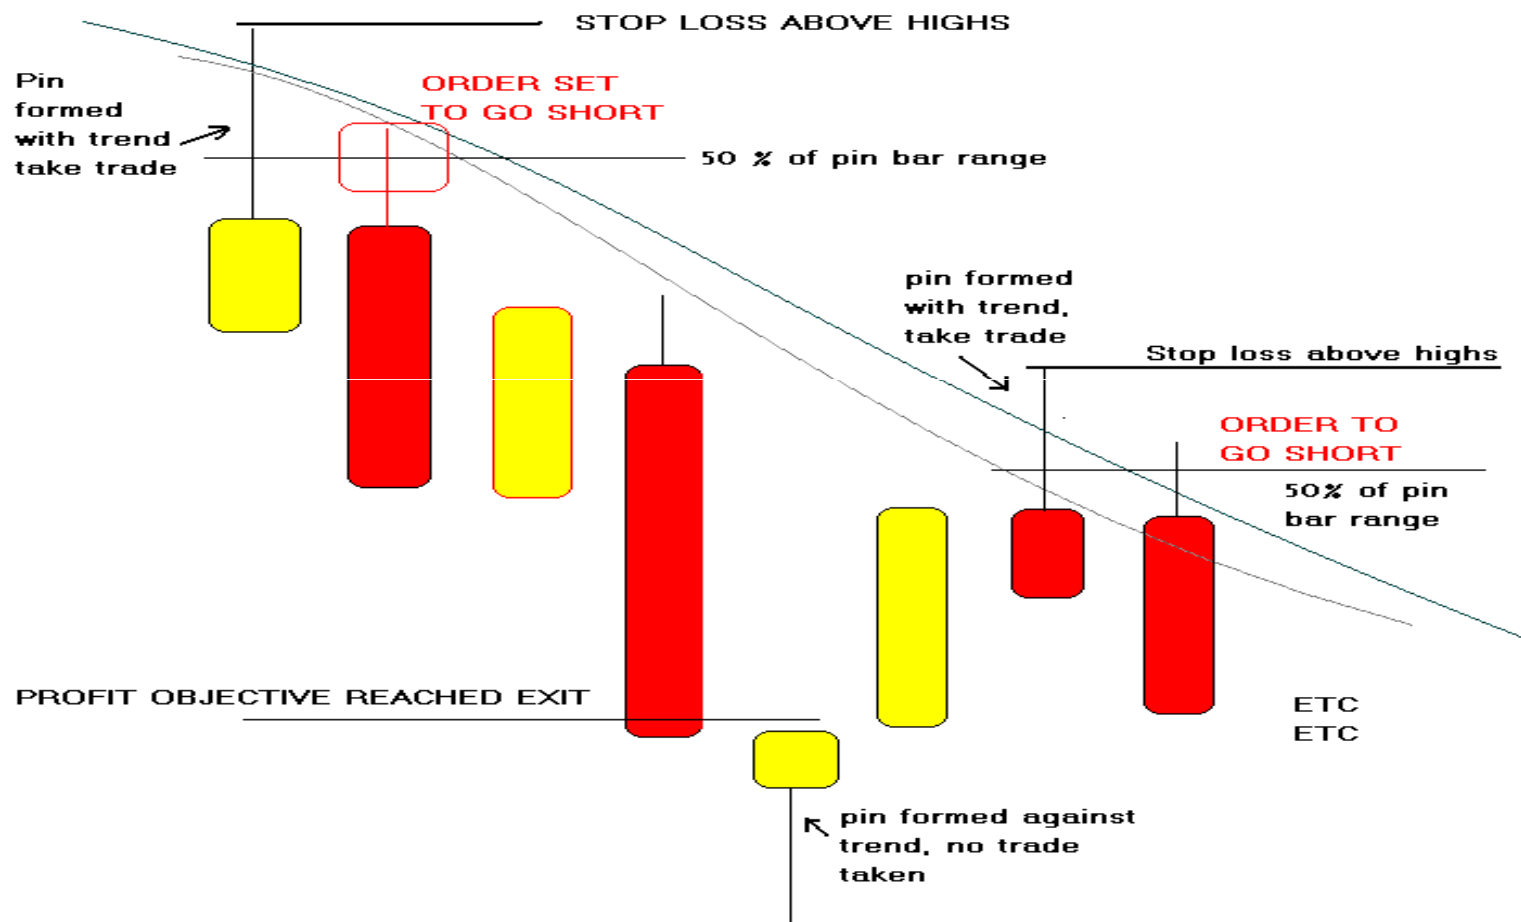 STOP LOSS ABOVE HIGHS
Pin
formed
with trend
take trade
ORDER SET
TO GO SHORT
50 % of pin bar range
pin formed
with trend,
take trade
Stop loss above highs
ORDER TO
GO SHORT
50% of pin
bar range
PROFIT OBJECTIVE REACHED EXIT
ETC
ETC
pin formed against
trend, no trade
taken